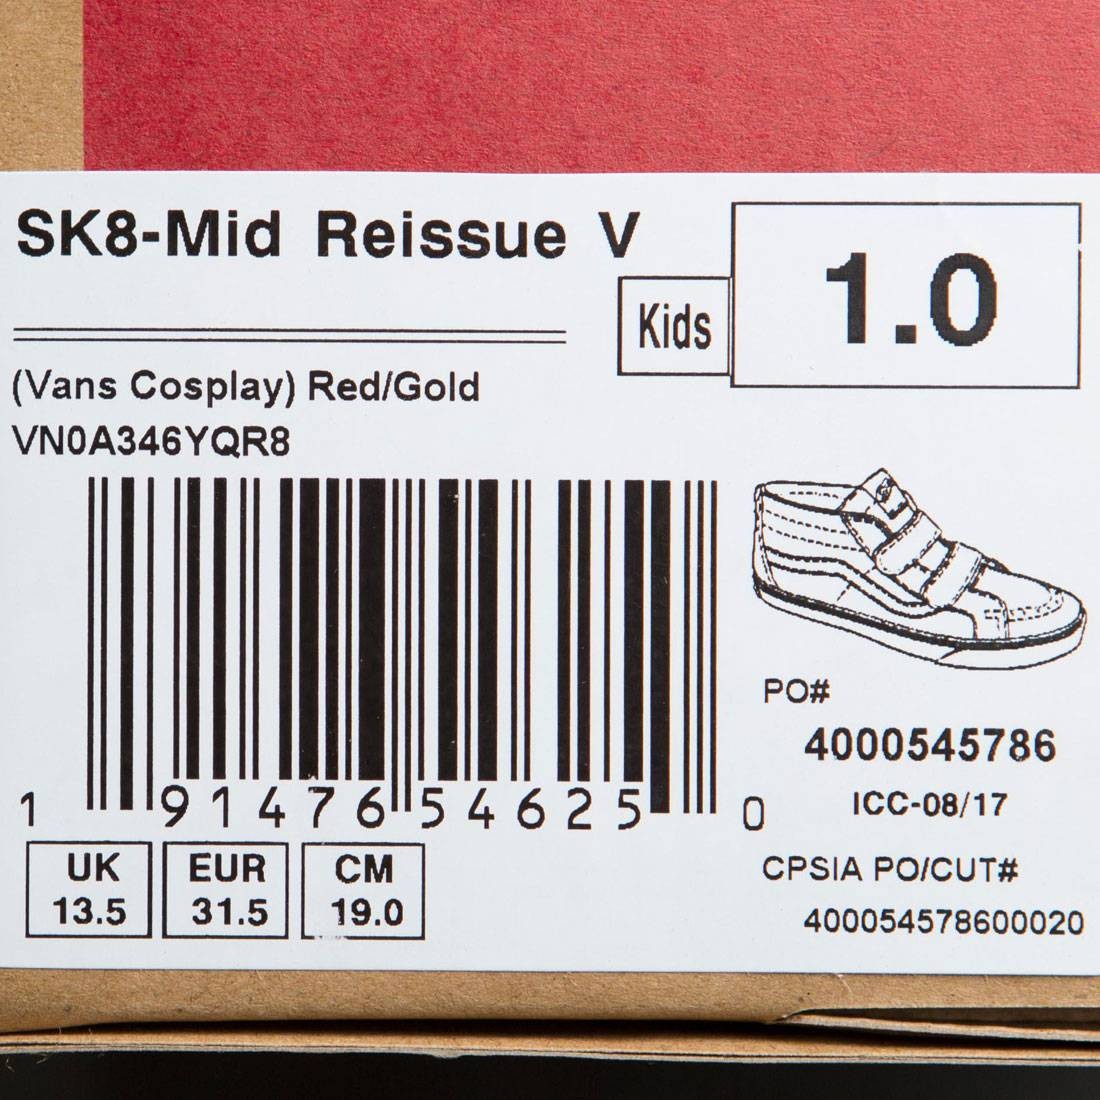 SK8-Mid Reissue V
Kids
1.0
(Vans Cosplay) Red/Gold
VN0A346YQR8
1 91476 54625 0
PO#
4000545786
ICC-08/17
CPSIA PO/CUT#
400054578600020
UK EUR CM
13.5 31.5 19.0